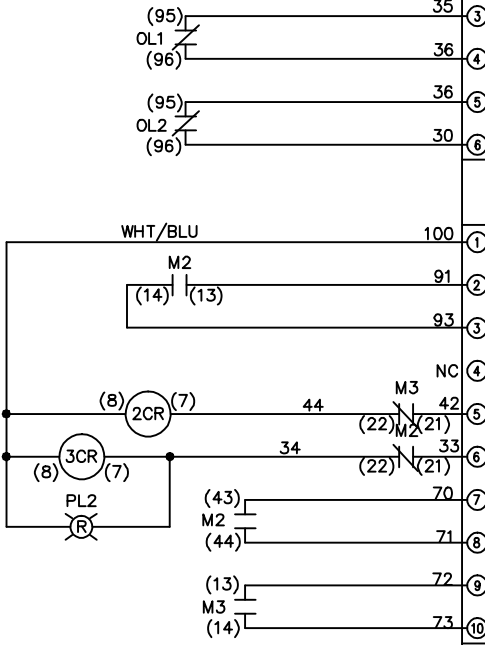 (95) 35 3
OL1
(96) 36 4
(95) 36 5
OL2
(96) 30 6
WHT/BLU 100 1
M2
(14) (13) 91 2
93 3
NC 4
M3
(8) 2CR (7) 44 (22) (21) 42 5
M2
(8) 3CR (7) 34 (22) (21) 33 6
PL2
R
(43) 70 7
M2
(44) 71 8
(13) 72 9
M3
(14) 73 10